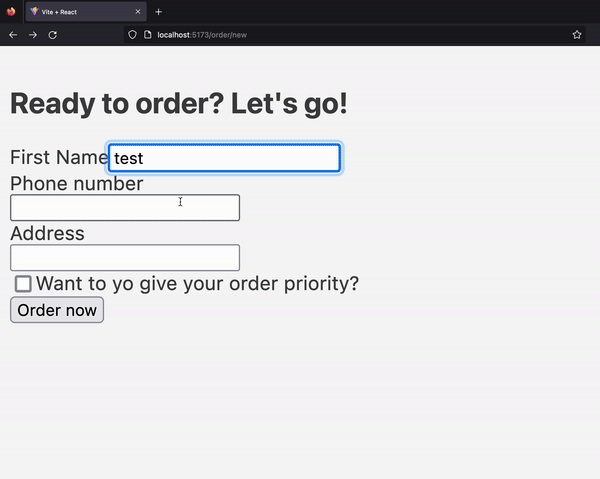 Vite + React
localhost:5173/order/new
Ready to order? Let's go!
First Name test
Phone number
Address
Want to yo give your order priority?
Order now